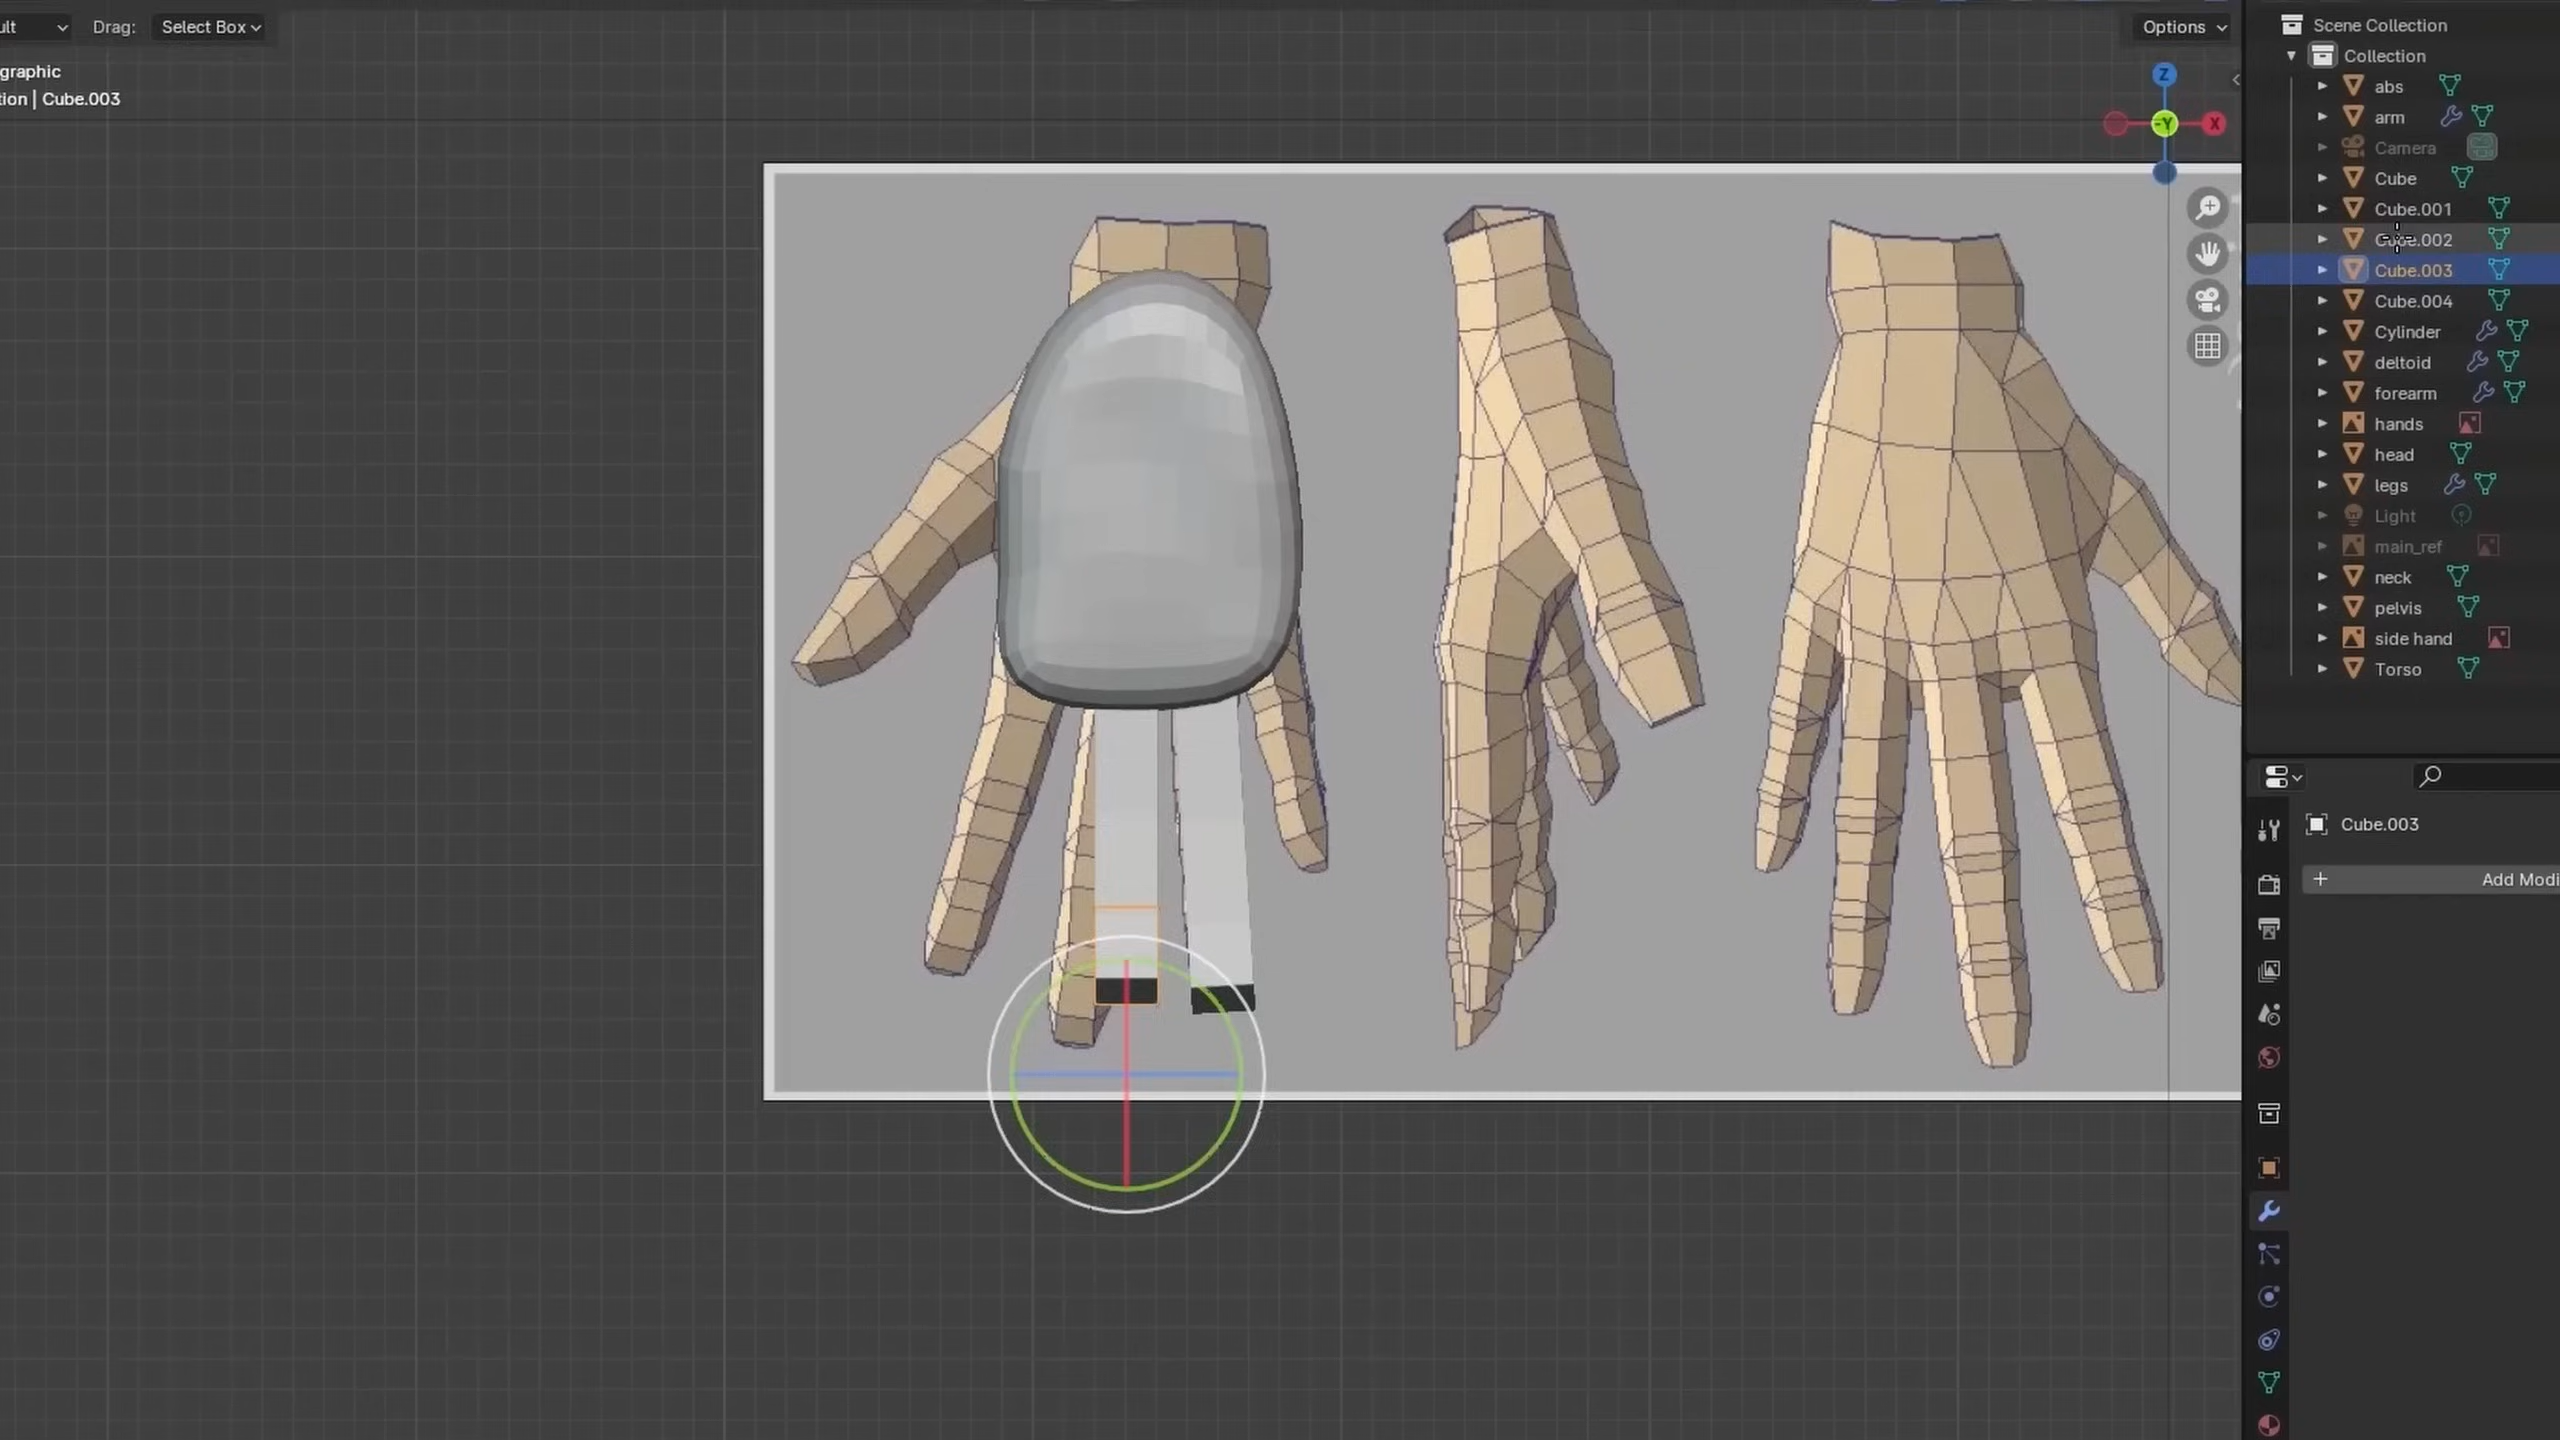 ult Drag: Select Box Options
graphic
tion | Cube.003
Z
-Y X
Scene Collection
Collection
abs
arm
Camera
Cube
Cube.001
Cube.002
Cube.003
Cube.004
Cylinder
deltoid
forearm
hands
head
legs
Light
main_ref
neck
pelvis
side hand
Torso
Cube.003
+ Add Modi